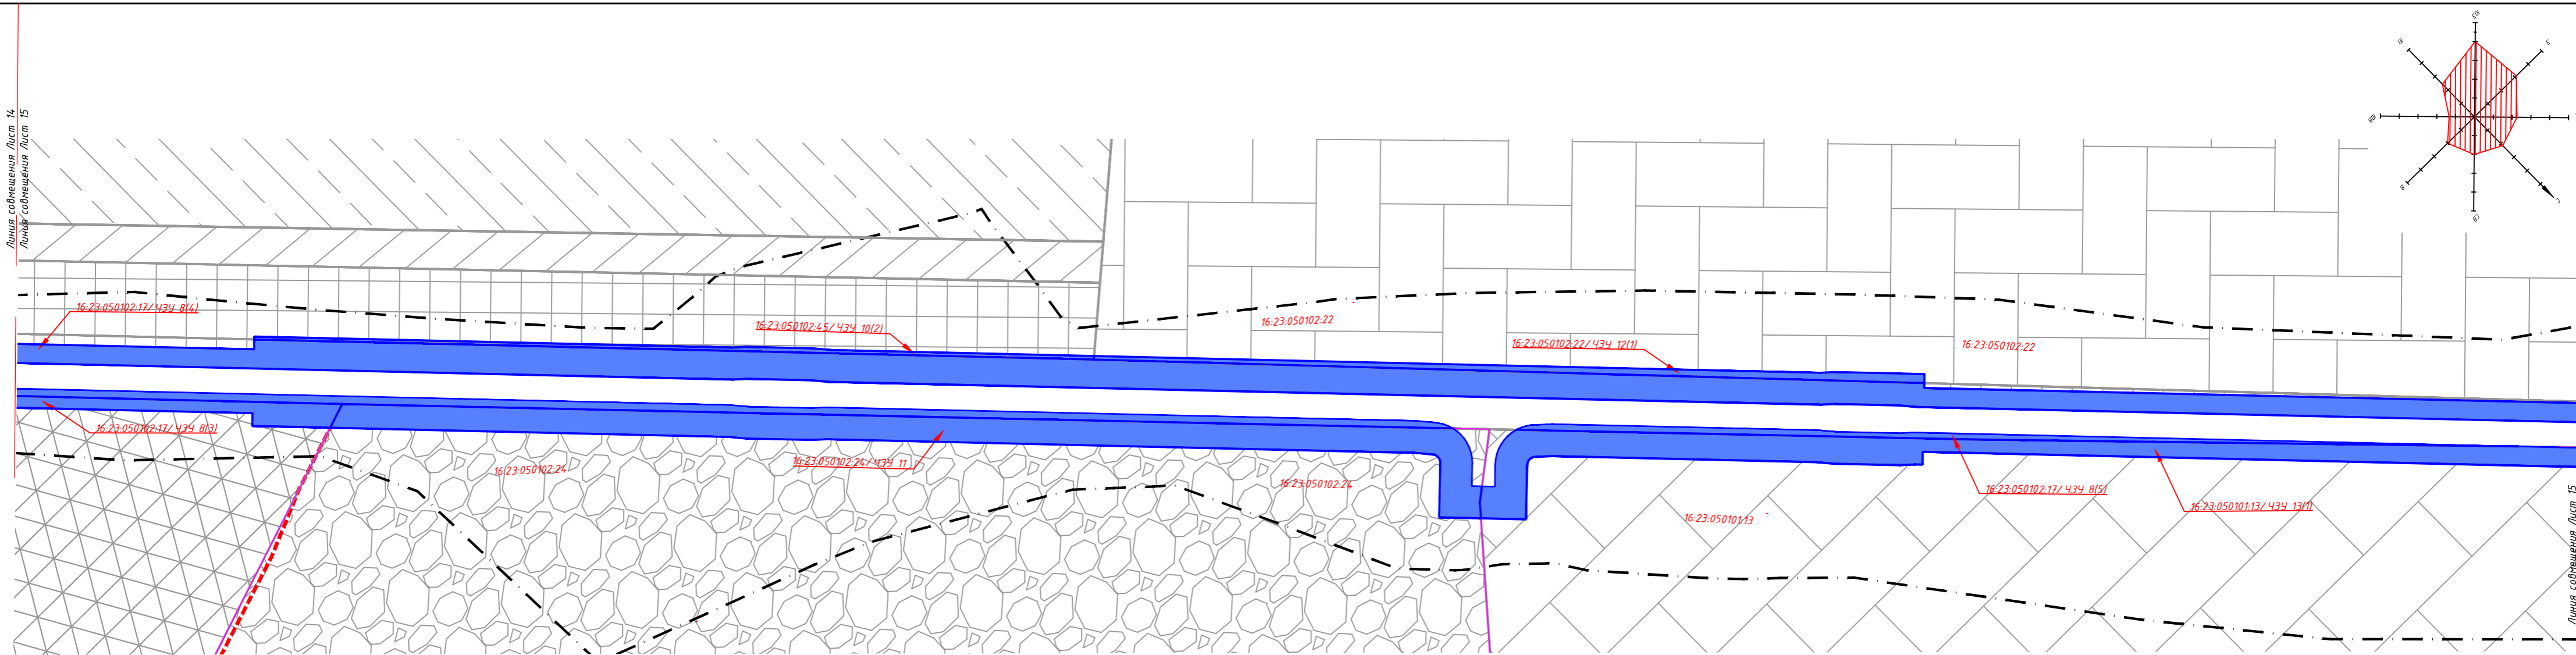 Линия совмещения Лист 14
Линия совмещения Лист 15
16:23:050102:17/ЧЗУ 8(4)
16:23:050102:45/ЧЗУ 10(2)
16:23:050102:22
16:23:050102:22/ЧЗУ 12(1)
16:23:050102:22
16:23:050102:17/ЧЗУ 8(3)
16:23:050102:24
16:23:050102:24/ЧЗУ 11
16:23:050102:24
16:23:050101:13
16:23:050102:17/ЧЗУ 8(5)
16:23:050101:13/ЧЗУ 13(1)
Линия совмещения Лист 15
ЮЗ
З
С
СВ
В
ЮВ
Ю